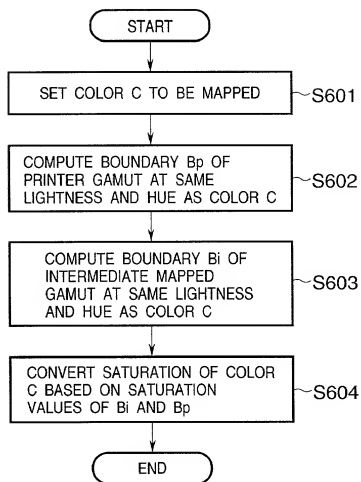 START
SET COLOR C TO BE MAPPED
S601
COMPUTE BOUNDARY Bp OF
PRINTER GAMUT AT SAME
LIGHTNESS AND HUE AS COLOR C
S602
COMPUTE BOUNDARY Bi OF
INTERMEDIATE MAPPED
GAMUT AT SAME LIGHTNESS
AND HUE AS COLOR C
S603
CONVERT SATURATION OF COLOR
C BASED ON SATURATION
VALUES OF Bi AND Bp
S604
END